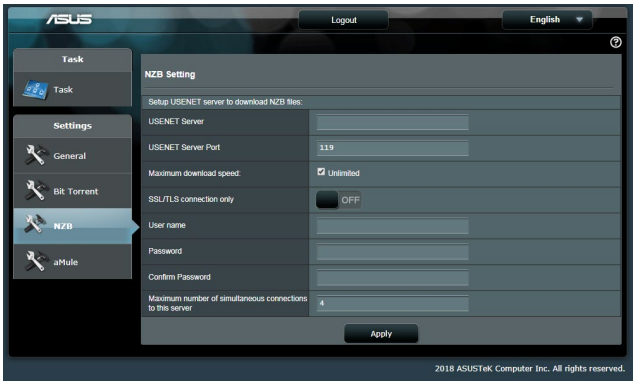 ASUS
Logout
English
Task
Task
Settings
General
Bit Torrent
NZB
aMule
NZB Setting
Setup USENET server to download NZB files:
USENET Server
USENET Server Port
119
Maximum download speed:
Unlimited
SSL/TLS connection only
OFF
User name
Password
Confirm Password
Maximum number of simultaneous connections
to this server
4
Apply
2018 ASUSTeK Computer Inc. All rights reserved.